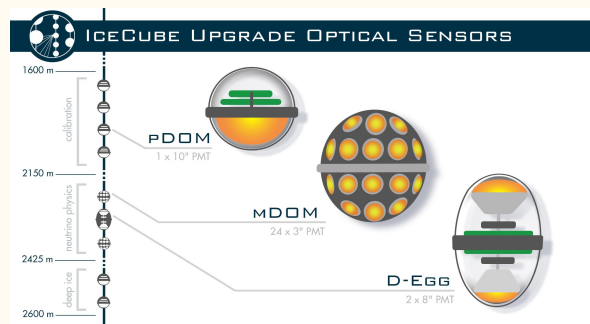 IceCube Upgrade Optical Sensors
1600 m
calibration
pDOM
1 x 10" PMT
2150 m
neutrino physics
mDOM
24 x 3" PMT
2425 m
D-Egg
2 x 8" PMT
deep ice
2600 m